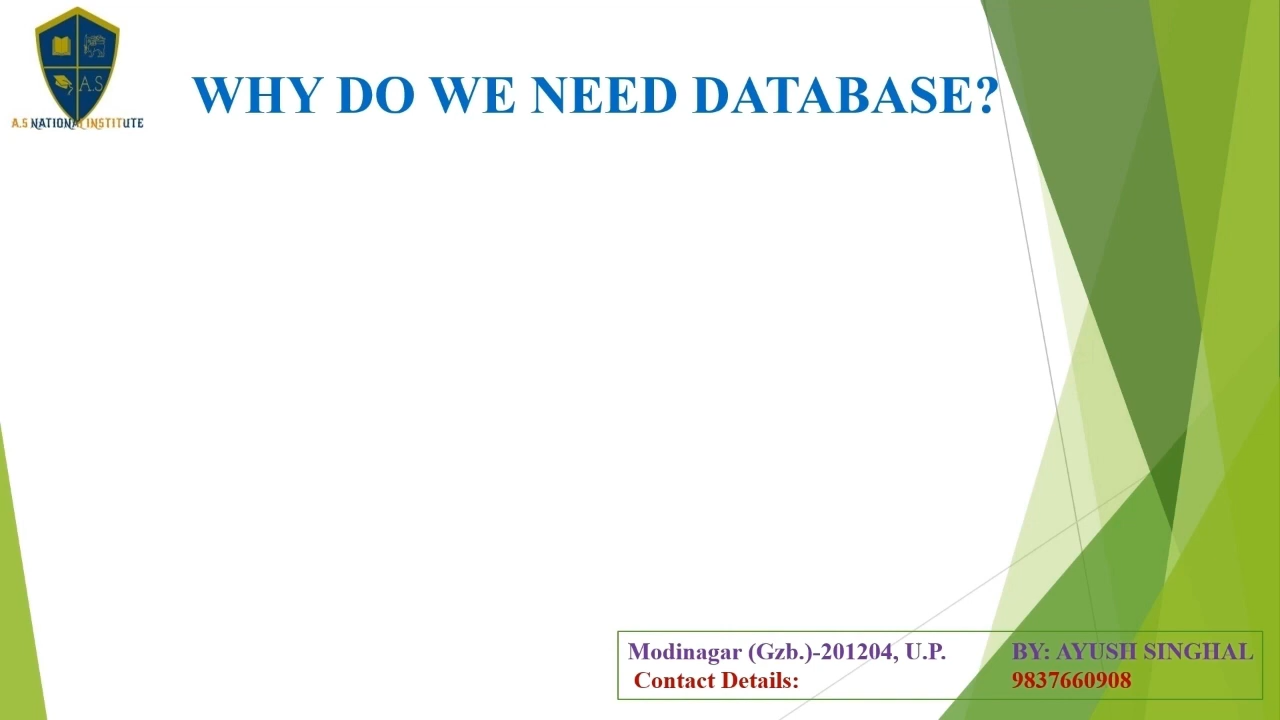 A.S
A.S NATIONAL INSTITUTE
WHY DO WE NEED DATABASE?
Modinagar (Gzb.)-201204, U.P. BY: AYUSH SINGHAL
Contact Details: 9837660908